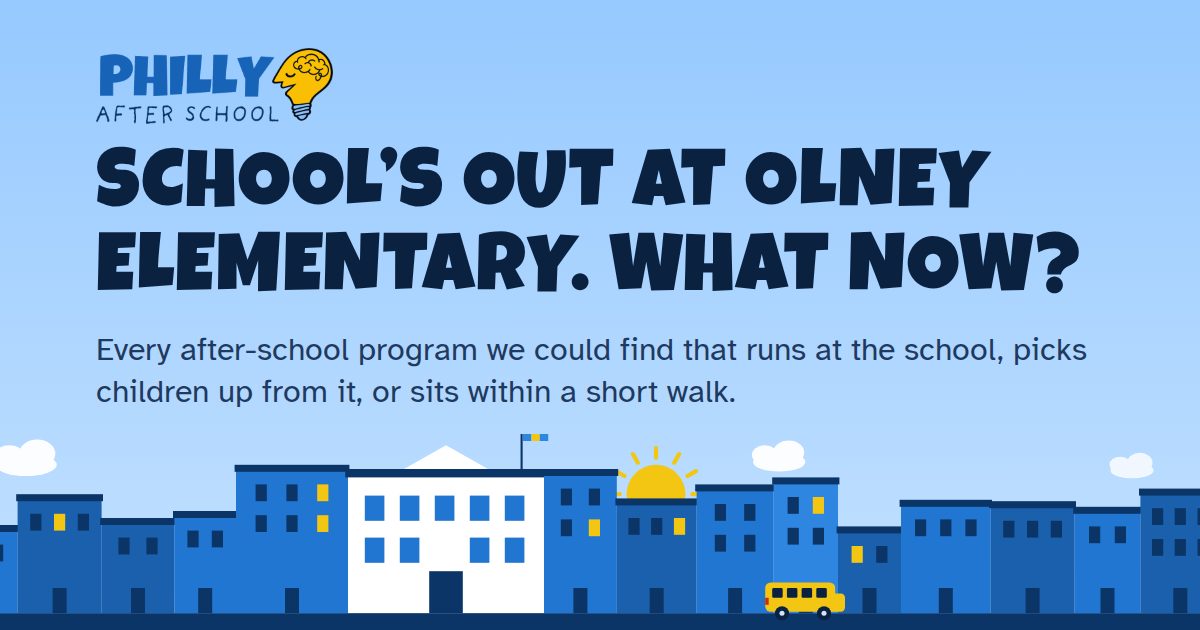 PHILLY
AFTER SCHOOL
SCHOOL’S OUT AT OLNEY
ELEMENTARY. WHAT NOW?
Every after-school program we could find that runs at the school, picks
children up from it, or sits within a short walk.